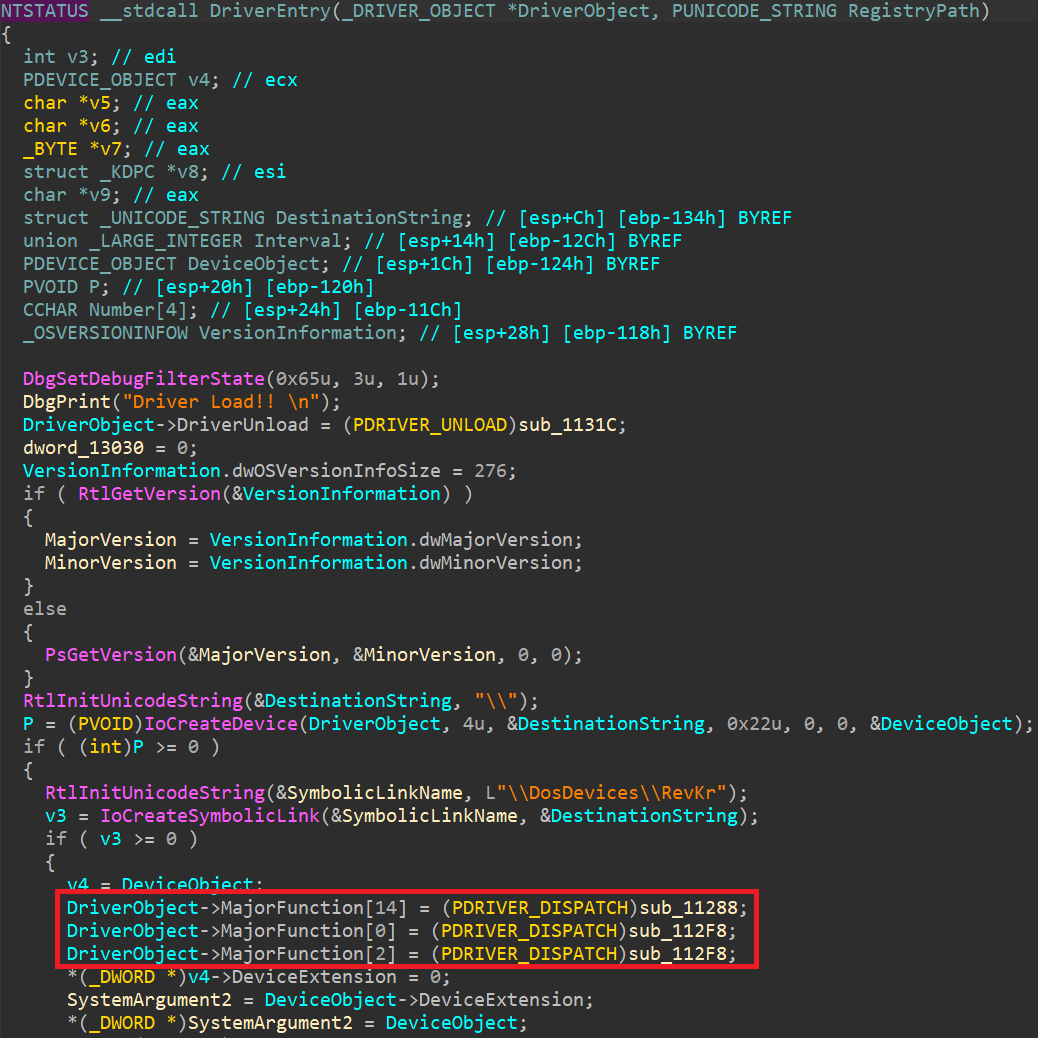 NTSTATUS __stdcall DriverEntry(_DRIVER_OBJECT *DriverObject, PUNICODE_STRING RegistryPath)
{
  int v3; // edi
  PDEVICE_OBJECT v4; // ecx
  char *v5; // eax
  char *v6; // eax
  _BYTE *v7; // eax
  struct _KDPC *v8; // esi
  char *v9; // eax
  struct _UNICODE_STRING DestinationString; // [esp+Ch] [ebp-134h] BYREF
  union _LARGE_INTEGER Interval; // [esp+14h] [ebp-12Ch] BYREF
  PDEVICE_OBJECT DeviceObject; // [esp+1Ch] [ebp-124h] BYREF
  PVOID P; // [esp+20h] [ebp-120h]
  CCHAR Number[4]; // [esp+24h] [ebp-11Ch]
  _OSVERSIONINFOW VersionInformation; // [esp+28h] [ebp-118h] BYREF

  DbgSetDebugFilterState(0x65u, 3u, 1u);
  DbgPrint("Driver Load!! \n");
  DriverObject->DriverUnload = (PDRIVER_UNLOAD)sub_1131C;
  dword_13030 = 0;
  VersionInformation.dwOSVersionInfoSize = 276;
  if ( RtlGetVersion(&VersionInformation) )
  {
    MajorVersion = VersionInformation.dwMajorVersion;
    MinorVersion = VersionInformation.dwMinorVersion;
  }
  else
  {
    PsGetVersion(&MajorVersion, &MinorVersion, 0, 0);
  }
  RtlInitUnicodeString(&DestinationString, "\\");
  P = (PVOID)IoCreateDevice(DriverObject, 4u, &DestinationString, 0x22u, 0, 0, &DeviceObject);
  if ( (int)P >= 0 )
  {
    RtlInitUnicodeString(&SymbolicLinkName, L"\\DosDevices\\RevKr");
    v3 = IoCreateSymbolicLink(&SymbolicLinkName, &DestinationString);
    if ( v3 >= 0 )
    {
      v4 = DeviceObject;
      DriverObject->MajorFunction[14] = (PDRIVER_DISPATCH)sub_11288;
      DriverObject->MajorFunction[0] = (PDRIVER_DISPATCH)sub_112F8;
      DriverObject->MajorFunction[2] = (PDRIVER_DISPATCH)sub_112F8;
      *(_DWORD *)v4->DeviceExtension = 0;
      SystemArgument2 = DeviceObject->DeviceExtension;
      *(_DWORD *)SystemArgument2 = DeviceObject;